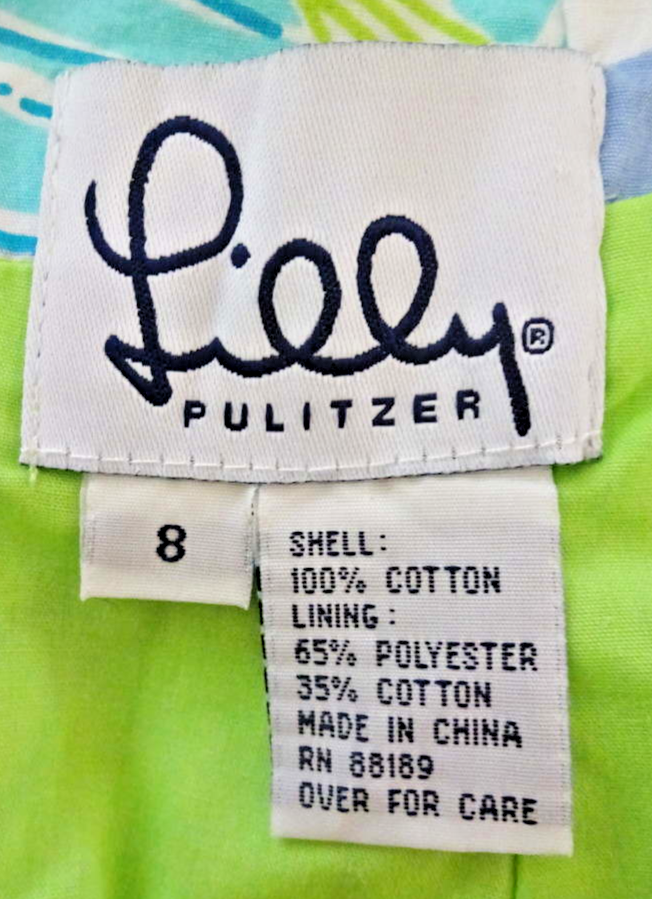 Lilly®
PULITZER
8
SHELL:
100% COTTON
LINING:
65% POLYESTER
35% COTTON
MADE IN CHINA
RN 88189
OVER FOR CARE